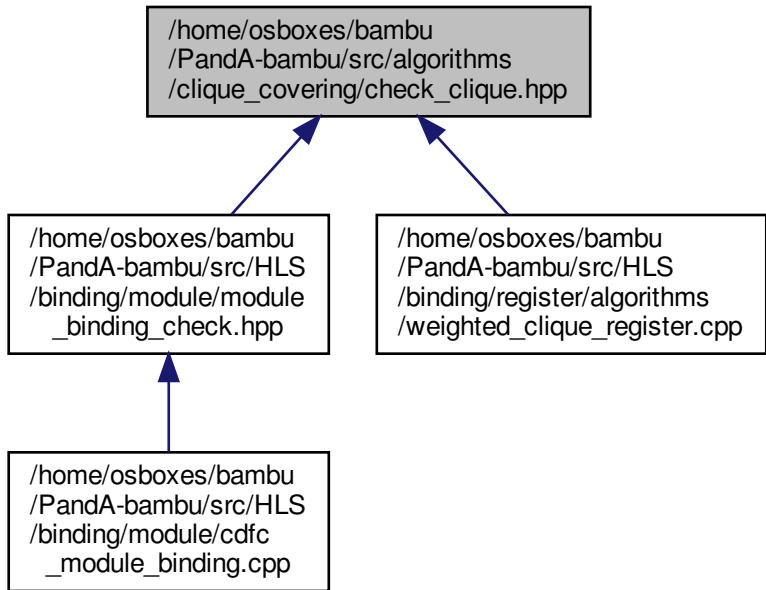 /home/osboxes/bambu
/PandA-bambu/src/algorithms
/clique_covering/check_clique.hpp
/home/osboxes/bambu
/PandA-bambu/src/HLS
/binding/module/module
_binding_check.hpp
/home/osboxes/bambu
/PandA-bambu/src/HLS
/binding/register/algorithms
/weighted_clique_register.cpp
/home/osboxes/bambu
/PandA-bambu/src/HLS
/binding/module/cdfc
_module_binding.cpp